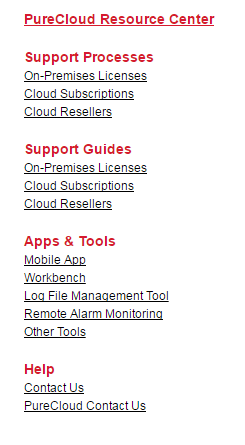 PureCloud Resource Center
Support Processes
On-Premises Licenses
Cloud Subscriptions
Cloud Resellers
Support Guides
On-Premises Licenses
Cloud Subscriptions
Cloud Resellers
Apps & Tools
Mobile App
Workbench
Log File Management Tool
Remote Alarm Monitoring
Other Tools
Help
Contact Us
PureCloud Contact Us